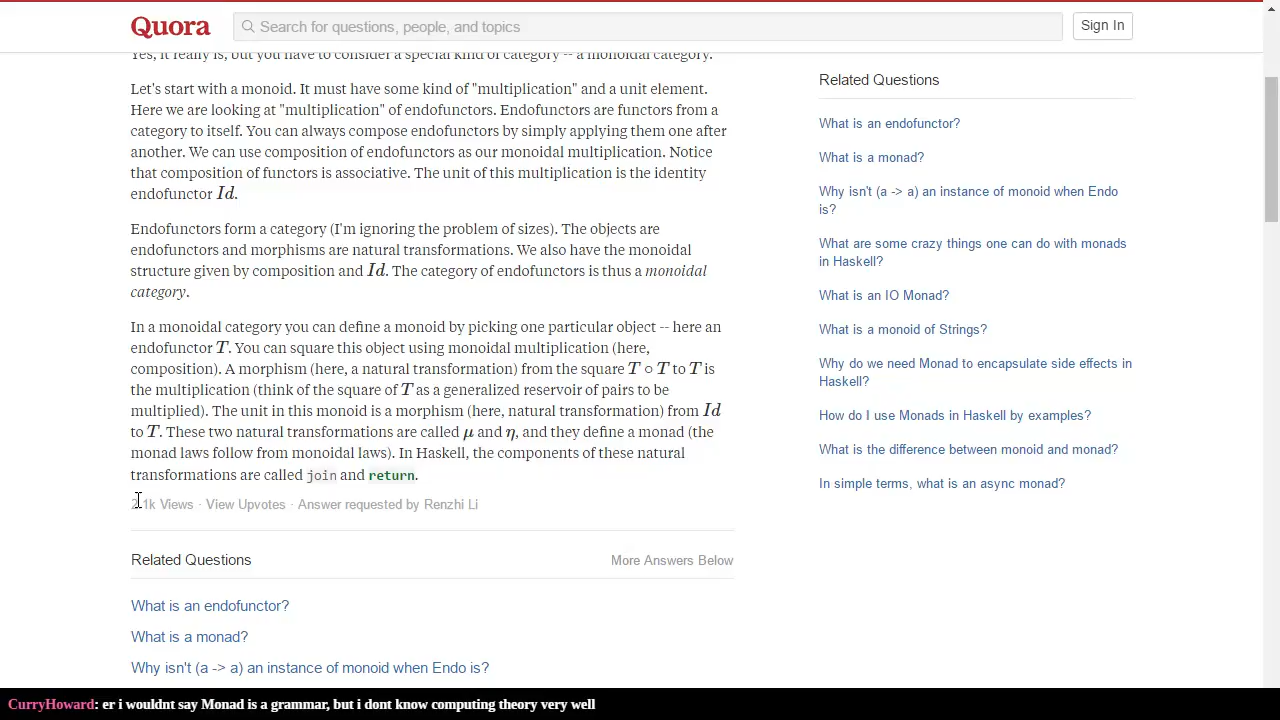 Quora
Search for questions, people, and topics
Sign In
Yes, it really is, but you have to consider a special kind of category -- a monoidal category.
Let's start with a monoid. It must have some kind of "multiplication" and a unit element.
Here we are looking at "multiplication" of endofunctors. Endofunctors are functors from a
category to itself. You can always compose endofunctors by simply applying them one after
another. We can use composition of endofunctors as our monoidal multiplication. Notice
that composition of functors is associative. The unit of this multiplication is the identity
endofunctor Id.
Endofunctors form a category (I'm ignoring the problem of sizes). The objects are
endofunctors and morphisms are natural transformations. We also have the monoidal
structure given by composition and Id. The category of endofunctors is thus a monoidal
category.
In a monoidal category you can define a monoid by picking one particular object -- here an
endofunctor T. You can square this object using monoidal multiplication (here,
composition). A morphism (here, a natural transformation) from the square T ∘ T to T is
the multiplication (think of the square of T as a generalized reservoir of pairs to be
multiplied). The unit in this monoid is a morphism (here, natural transformation) from Id
to T. These two natural transformations are called μ and η, and they define a monad (the
monad laws follow from monoidal laws). In Haskell, the components of these natural
transformations are called join and return.
2.1k Views · View Upvotes · Answer requested by Renzhi Li
Related Questions
More Answers Below
What is an endofunctor?
What is a monad?
Why isn't (a -> a) an instance of monoid when Endo is?
Related Questions
What is an endofunctor?
What is a monad?
Why isn't (a -> a) an instance of monoid when Endo
is?
What are some crazy things one can do with monads
in Haskell?
What is an IO Monad?
What is a monoid of Strings?
Why do we need Monad to encapsulate side effects in
Haskell?
How do I use Monads in Haskell by examples?
What is the difference between monoid and monad?
In simple terms, what is an async monad?
CurryHoward: er i wouldnt say Monad is a grammar, but i dont know computing theory very well